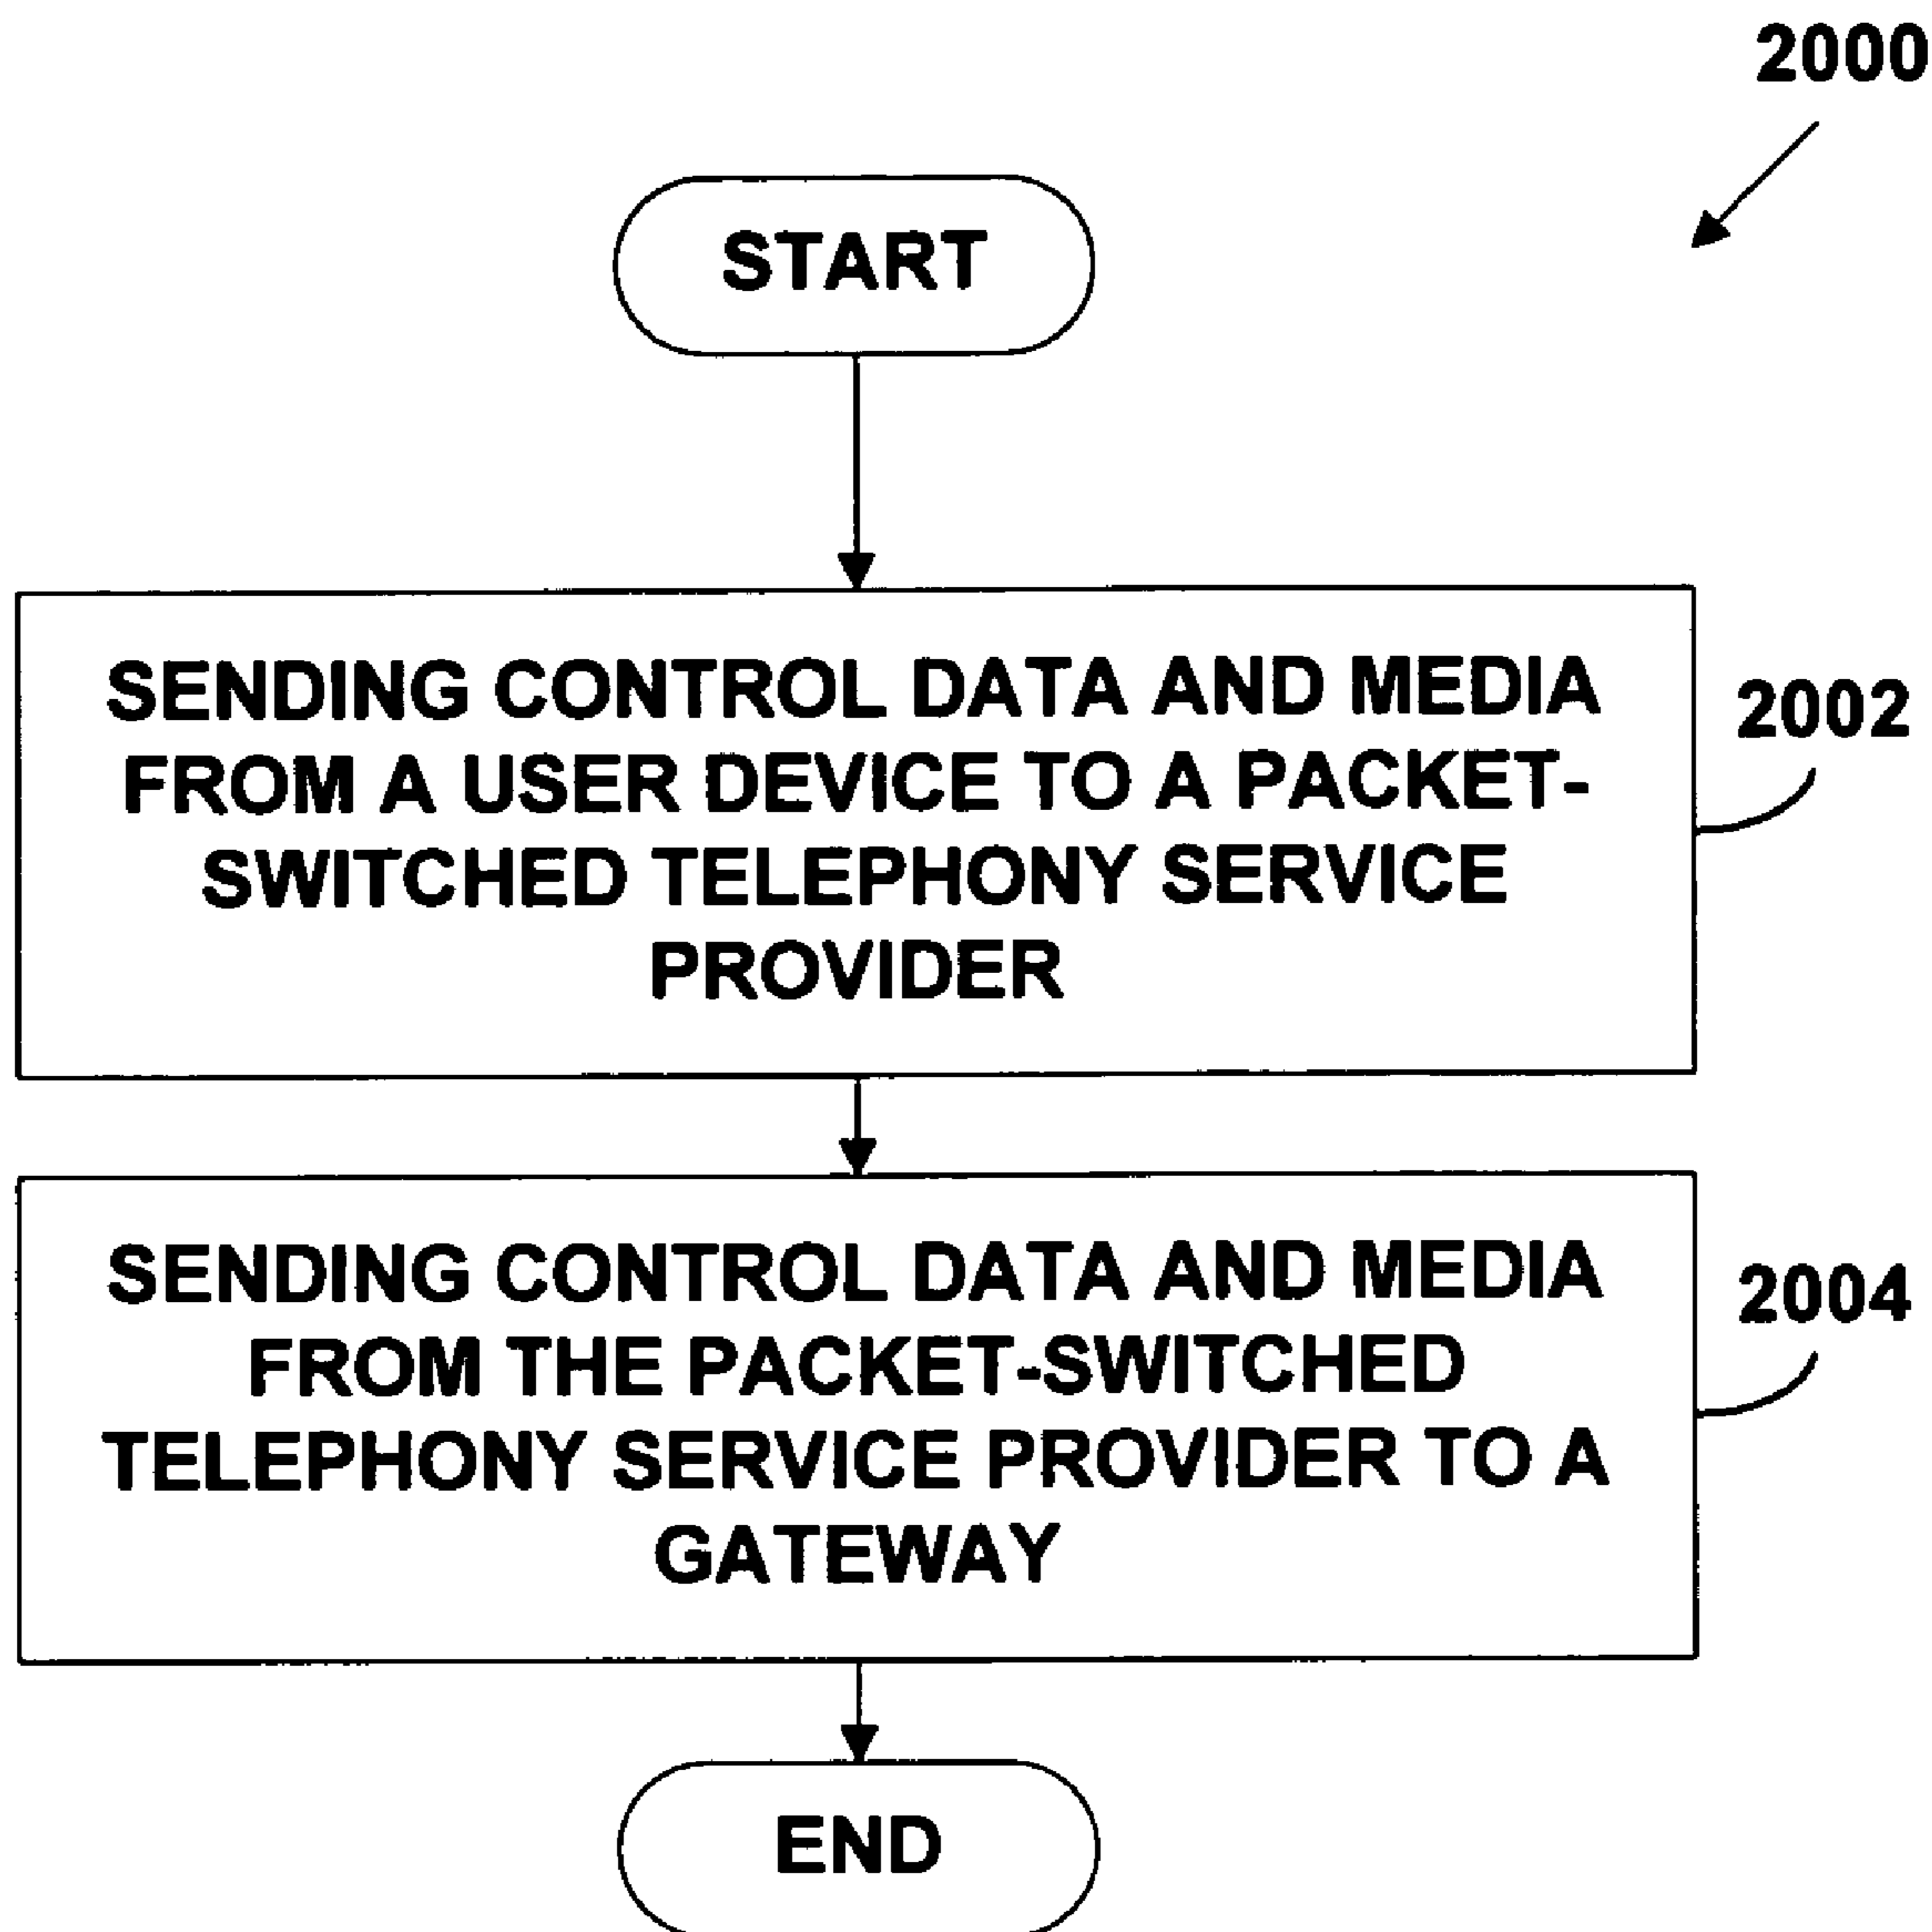 2000
START
SENDING CONTROL DATA AND MEDIA
FROM A USER DEVICE TO A PACKET-
SWITCHED TELEPHONY SERVICE
PROVIDER
2002
SENDING CONTROL DATA AND MEDIA
FROM THE PACKET-SWITCHED
TELEPHONY SERVICE PROVIDER TO A
GATEWAY
2004
END